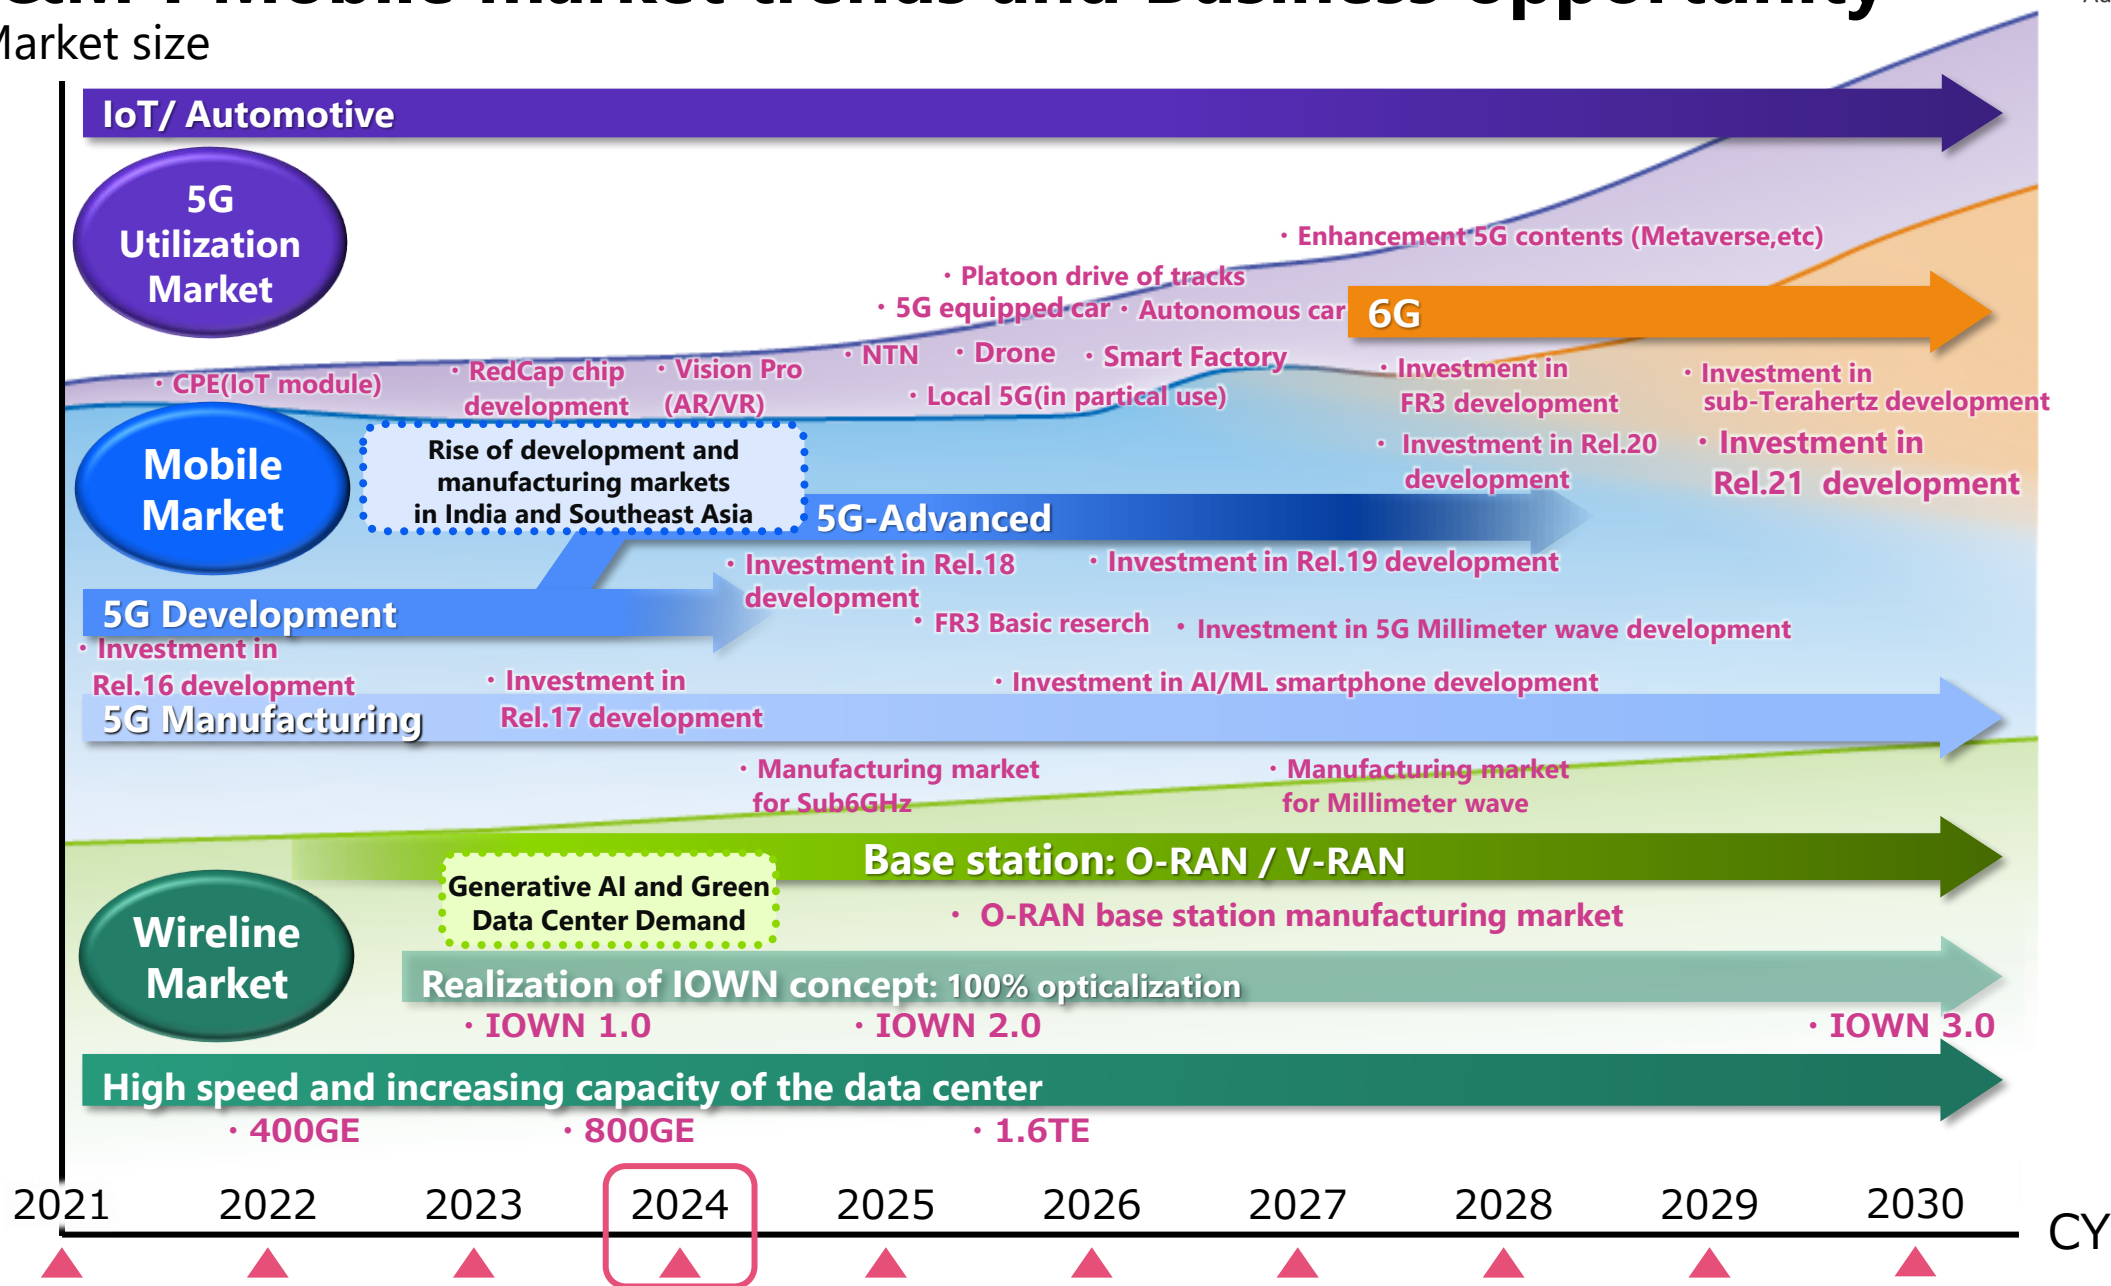 T&M : Mobile market trends and Business opportunity
Market size
IoT/ Automotive
5G
Utilization
Market
・Enhancement 5G contents (Metaverse,etc)
・Platoon drive of tracks
・5G equipped car
・Autonomous car
6G
・CPE(IoT module)
・RedCap chip
development
・Vision Pro
(AR/VR)
・NTN
・Drone
・Smart Factory
・Local 5G(in partical use)
・Investment in
FR3 development
・Investment in
sub-Terahertz development
・Investment in Rel.20
development
・Investment in
Rel.21 development
Mobile
Market
Rise of development and
manufacturing markets
in India and Southeast Asia
5G-Advanced
・Investment in Rel.18
development
・Investment in Rel.19 development
5G Development
・FR3 Basic reserch
・Investment in 5G Millimeter wave development
・Investment in
Rel.16 development
・Investment in
Rel.17 development
・Investment in AI/ML smartphone development
5G Manufacturing
・Manufacturing market
for Sub6GHz
・Manufacturing market
for Millimeter wave
Base station: O-RAN / V-RAN
Generative AI and Green
Data Center Demand
・O-RAN base station manufacturing market
Wireline
Market
Realization of IOWN concept: 100% opticalization
・IOWN 1.0
・IOWN 2.0
・IOWN 3.0
High speed and increasing capacity of the data center
・400GE
・800GE
・1.6TE
2021
2022
2023
2024
2025
2026
2027
2028
2029
2030
CY